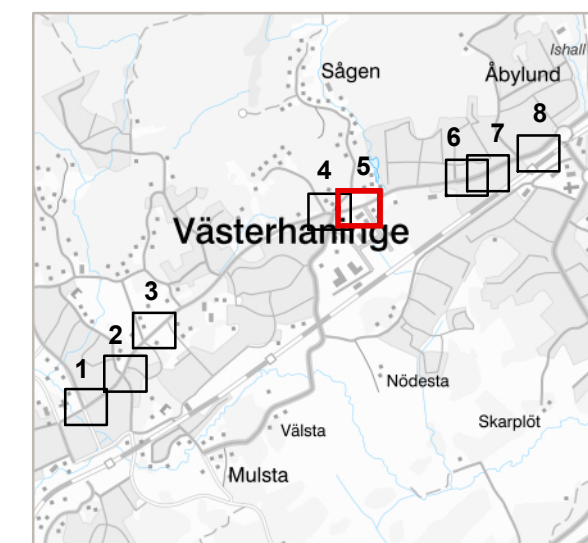 Ishall
Sågen
Åbylund
8
7
6
5
4
Västerhaninge
3
2
1
Nödesta
Skarplöt
Välsta
Mulsta